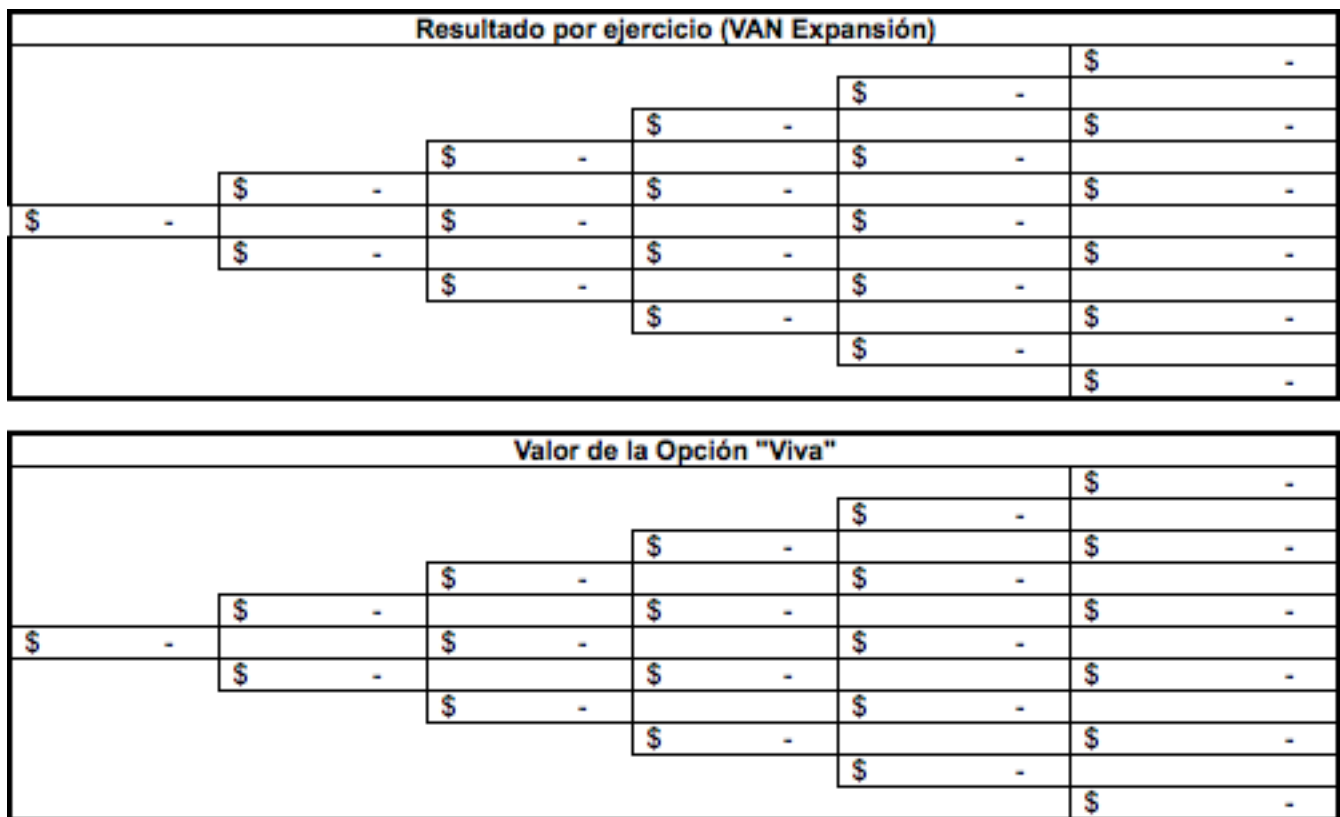 Resultado por ejercicio (VAN Expansión)
$ -
$ -
$ - $ -
$ - $ -
$ - $ - $ -
$ - $ - $ -
$ - $ - $ -
$ - $ -
$ - $ -
$ -
$ -
Valor de la Opción "Viva"
$ -
$ -
$ - $ -
$ - $ -
$ - $ - $ -
$ - $ - $ -
$ - $ - $ -
$ - $ -
$ - $ -
$ -
$ -